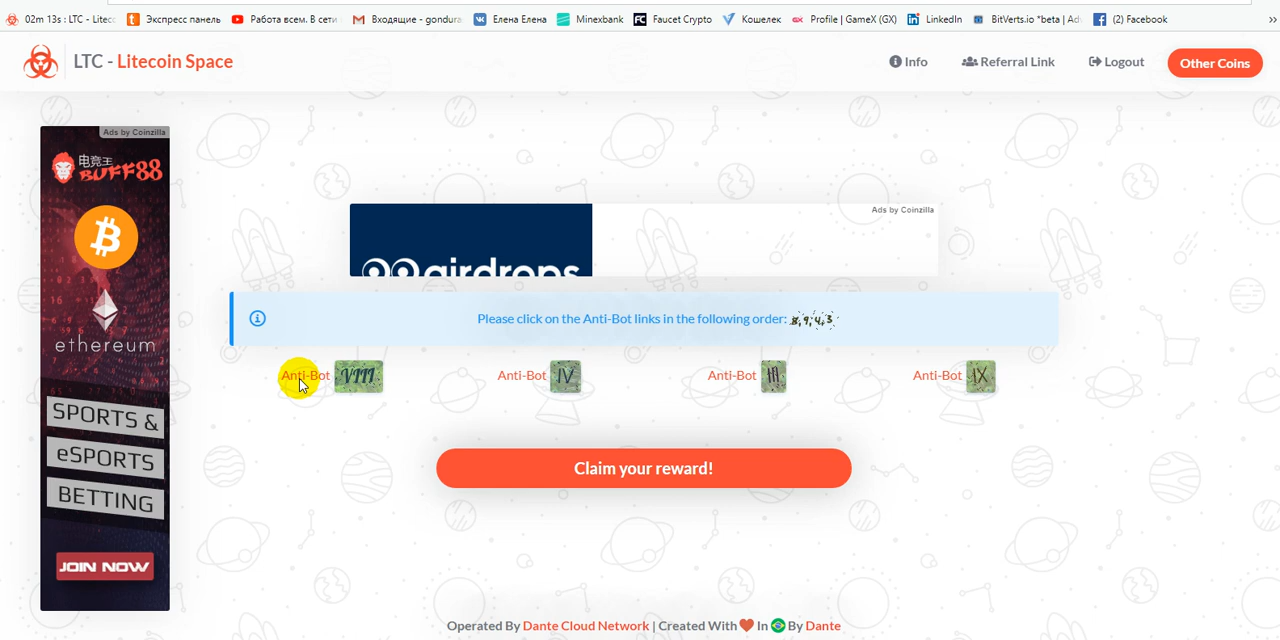 02m 13s : LTC - Litec
Экспресс панель
Работа всем. В сети
Входящие - gondura
Елена Елена
Minexbank
Faucet Crypto
Кошелек
Profile | GameX (GX)
LinkedIn
BitVerts.io *beta | Ad
(2) Facebook
»
LTC - Litecoin Space
Info
Referral Link
Logout
Other Coins
Ads by Coinzilla
电竞王
BUFF88
ethereum
SPORTS &
eSPORTS
BETTING
JOIN NOW
Ads by Coinzilla
airdrops
Please click on the Anti-Bot links in the following order: 8,9,4,3
Anti-Bot VIII
Anti-Bot IV
Anti-Bot III
Anti-Bot IX
Claim your reward!
Operated By Dante Cloud Network | Created With In By Dante